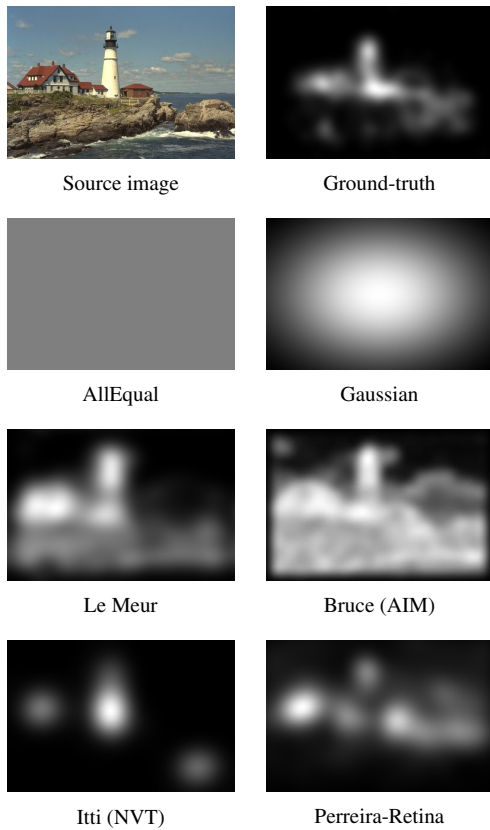 Source image
Ground-truth
AllEqual
Gaussian
Le Meur
Bruce (AIM)
Itti (NVT)
Perreira-Retina